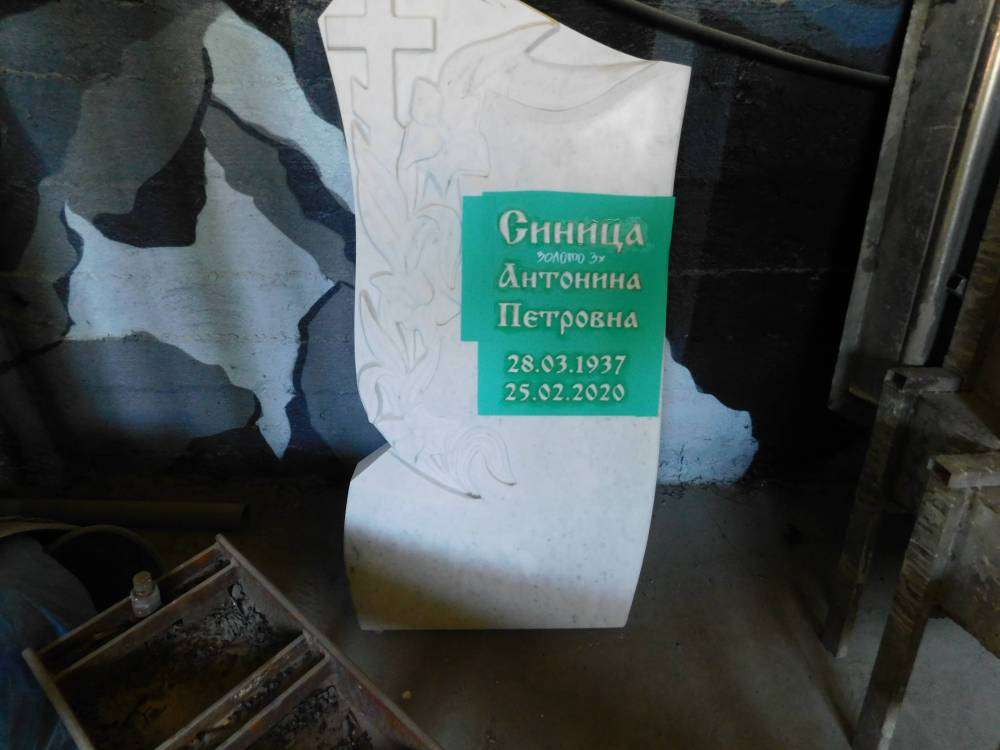 Синица
золото 3х
Антонина
Петровна
28.03.1937
25.02.2020